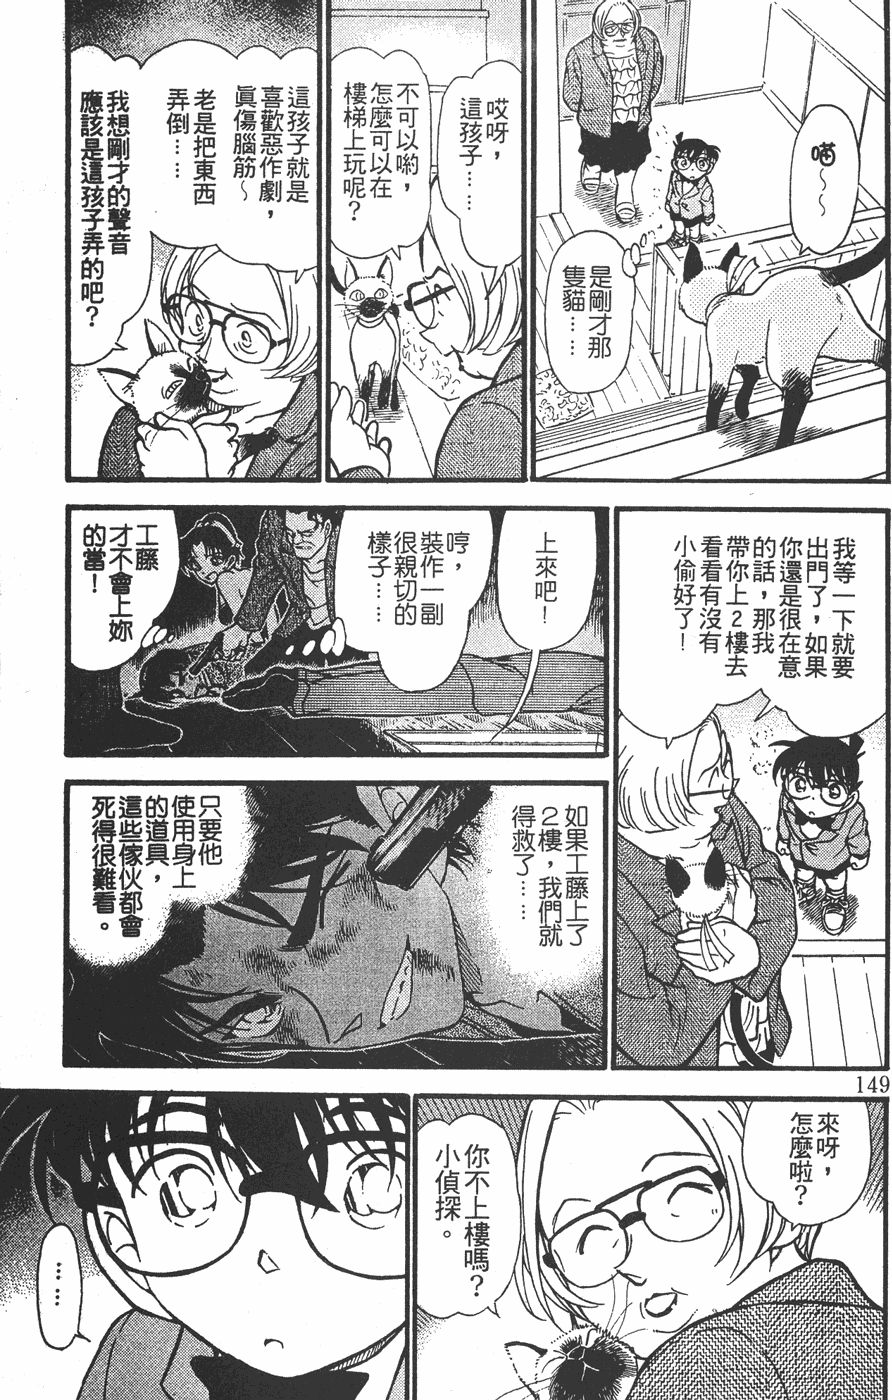 喵～
是剛才那
隻貓……
哎呀，
這孩子……
不可以喲，
怎麼可以在
樓梯上玩呢？
這孩子就是
喜歡惡作劇，
真傷腦筋～
老是把東西
弄倒……
我想剛才的聲音
應該是這孩子弄的吧？
我等一下就要
出門了，如果
你還是很在意
的話，那我
帶你上2樓去
看看有沒有
小偷好了！
上來吧！
哼，
裝作一副
很親切的
樣子……
工藤
才不會上妳
的當！
如果工藤上了
2樓，我們就
得救了……
只要他
使用身上
的道具，
這些傢伙都會
死得很難看。
149
來呀，
怎麼啦？
你不上樓嗎？
小偵探。
……